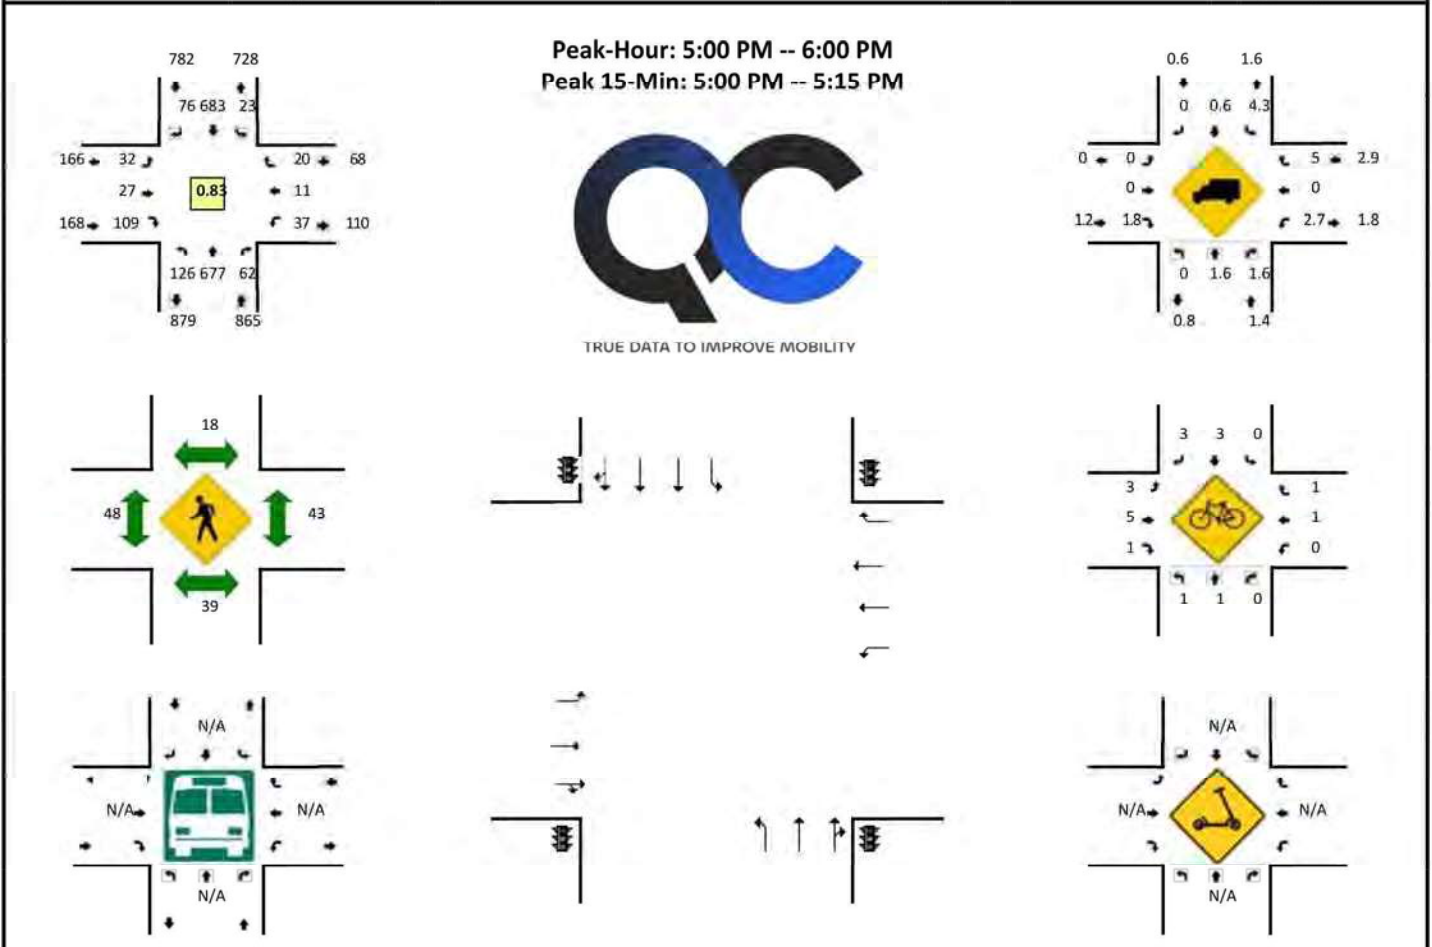 Peak-Hour: 5:00 PM -- 6:00 PM
Peak 15-Min: 5:00 PM -- 5:15 PM
782 728
76 683 23
166 32 20 68
27 0.83 11
168 109 37 110
126 677 62
879 865
QC
TRUE DATA TO IMPROVE MOBILITY
0.6 1.6
0 0.6 4.3
0 0 5 2.9
0 0
1.2 1.8 2.7 1.8
0 1.6 1.6
0.8 1.4
18
48 43
39
3 3 0
3 1
5 1
1 0
1 1 0
N/A
N/A N/A
N/A
N/A
N/A N/A
N/A